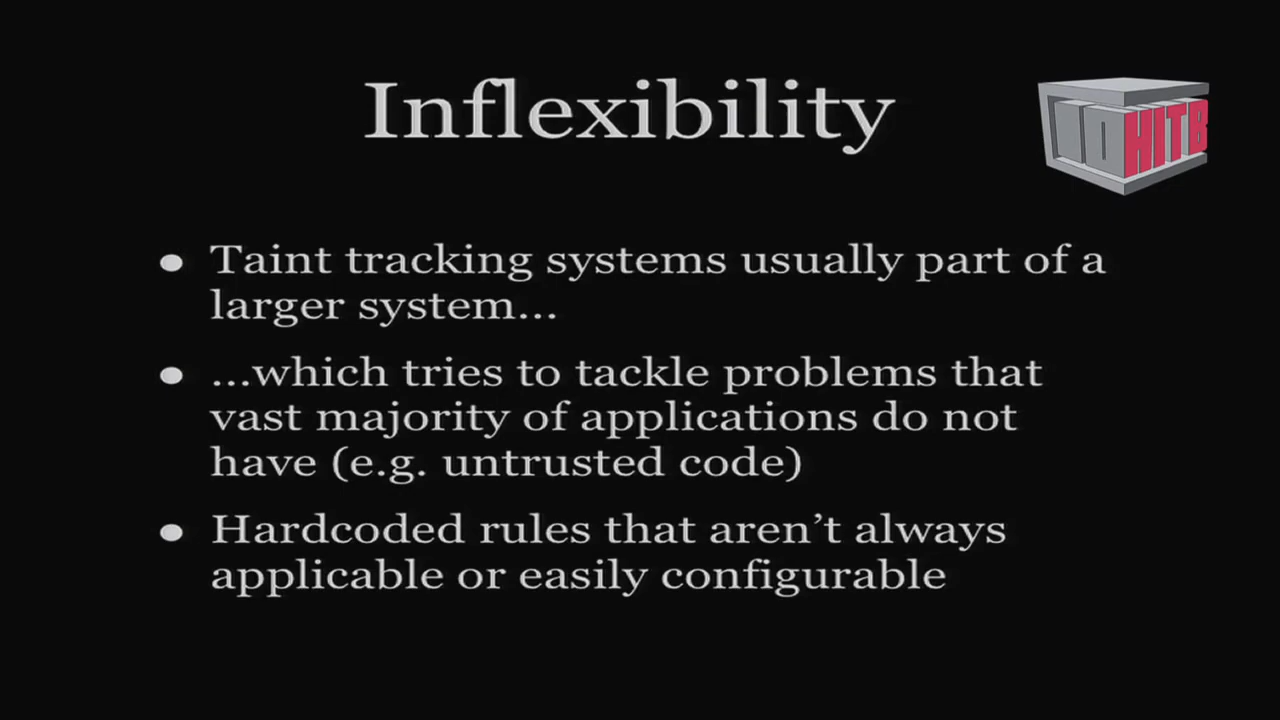 Inflexibility
10 HITB
• Taint tracking systems usually part of a
larger system...
• ...which tries to tackle problems that
vast majority of applications do not
have (e.g. untrusted code)
• Hardcoded rules that aren’t always
applicable or easily configurable